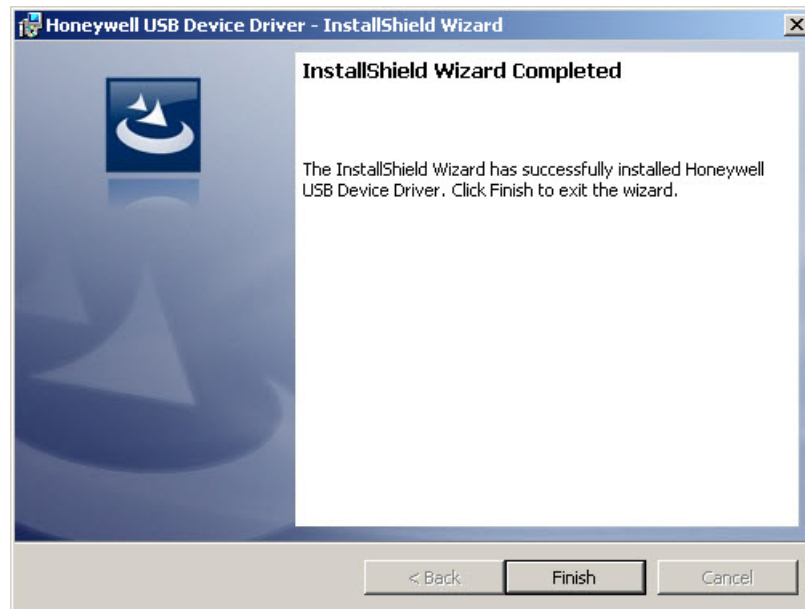 Honeywell USB Device Driver - InstallShield Wizard
InstallShield Wizard Completed
The InstallShield Wizard has successfully installed Honeywell
USB Device Driver. Click Finish to exit the wizard.
< Back
Finish
Cancel